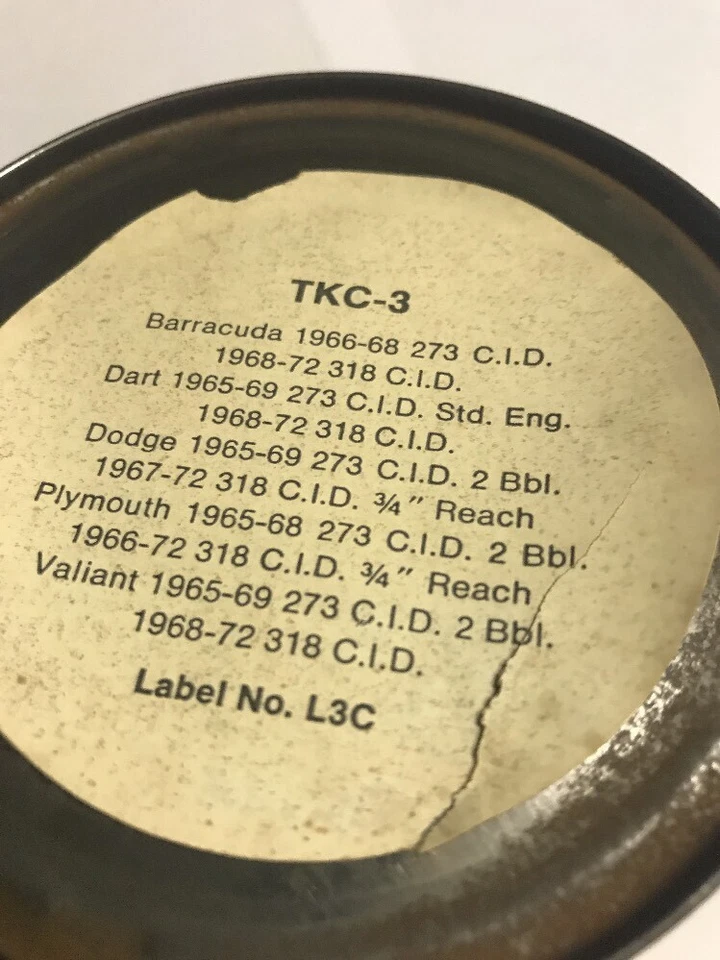 TKC-3
Barracuda 1966-68 273 C.I.D.
1968-72 318 C.I.D.
Dart 1965-69 273 C.I.D. Std. Eng.
1968-72 318 C.I.D.
Dodge 1965-69 273 C.I.D. 2 Bbl.
1967-72 318 C.I.D. ¾" Reach
Plymouth 1965-68 273 C.I.D. 2 Bbl.
1966-72 318 C.I.D. ¾" Reach
Valiant 1965-69 273 C.I.D. 2 Bbl.
1968-72 318 C.I.D.
Label No. L3C